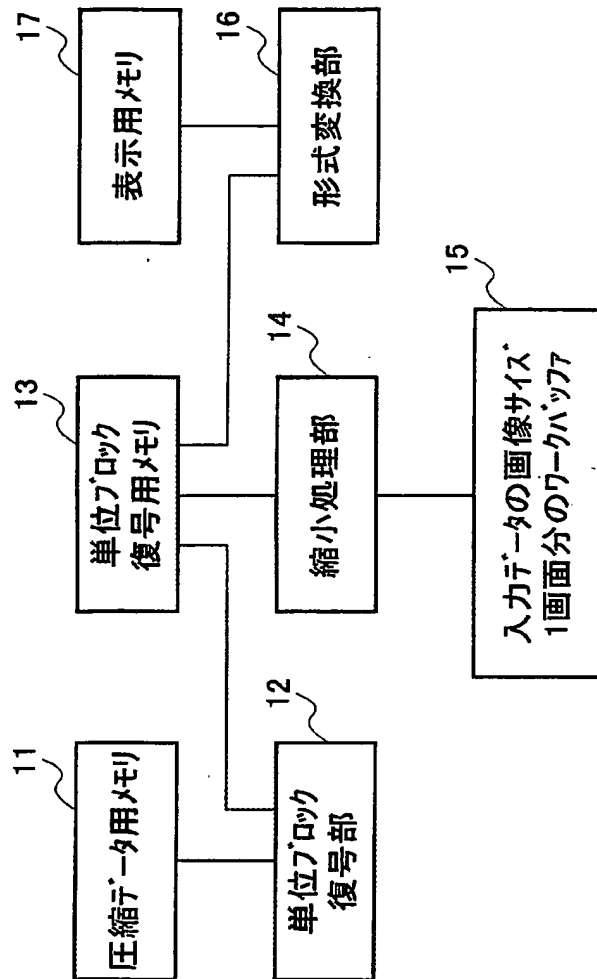 11
圧縮データ用メモリ
12
単位ブロック
復号部
13
単位ブロック
復号用メモリ
14
縮小処理部
15
入力データの画像サイズ
1画面分のワークバッファ
16
形式変換部
17
表示用メモリ